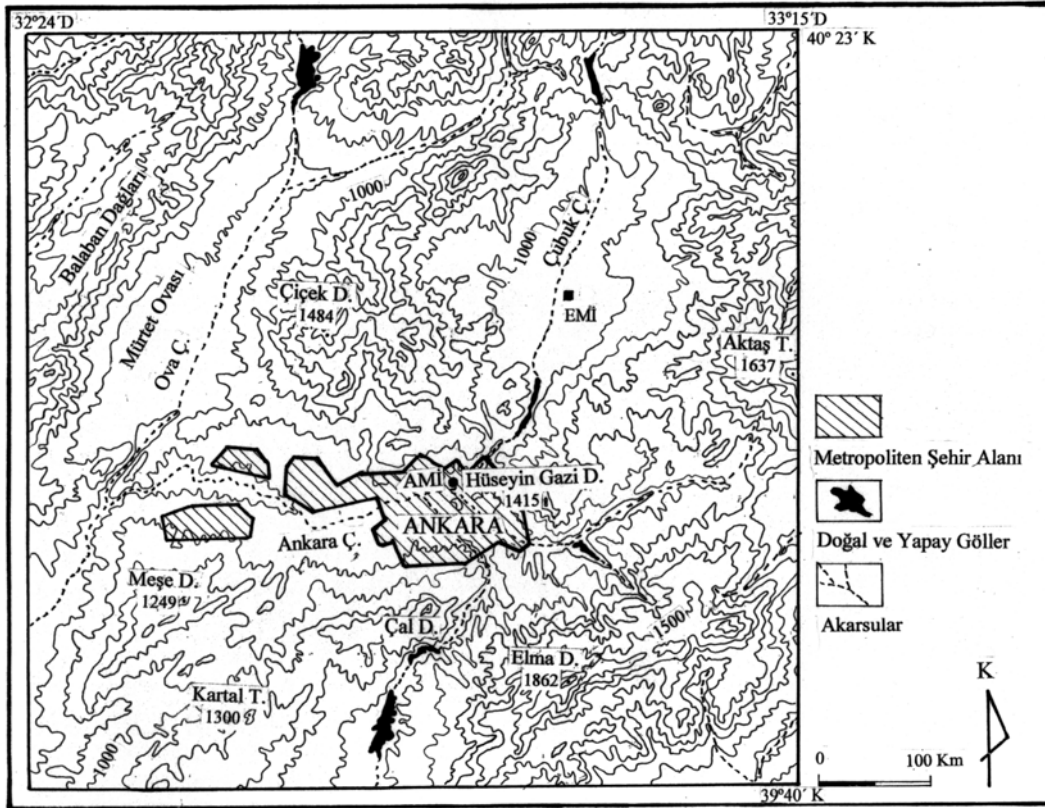 32°24´D
33°15´D
40° 23´ K
Balaban Dağları
1000
Çübuk Ç.
1000
Mürtet Ovası
Ova Ç.
Çiçek D.
1484
EMİ
Aktaş T.
1637
AMİ
Hüseyin Gazi D.
1415
ANKARA
Ankara Ç.
Meşe D.
1249
Çal D.
1500
Elma D.
1862
Kartal T.
1300
1000
Metropoliten Şehir Alanı
Doğal ve Yapay Göller
Akarsular
K
0
100 Km
39°40´ K